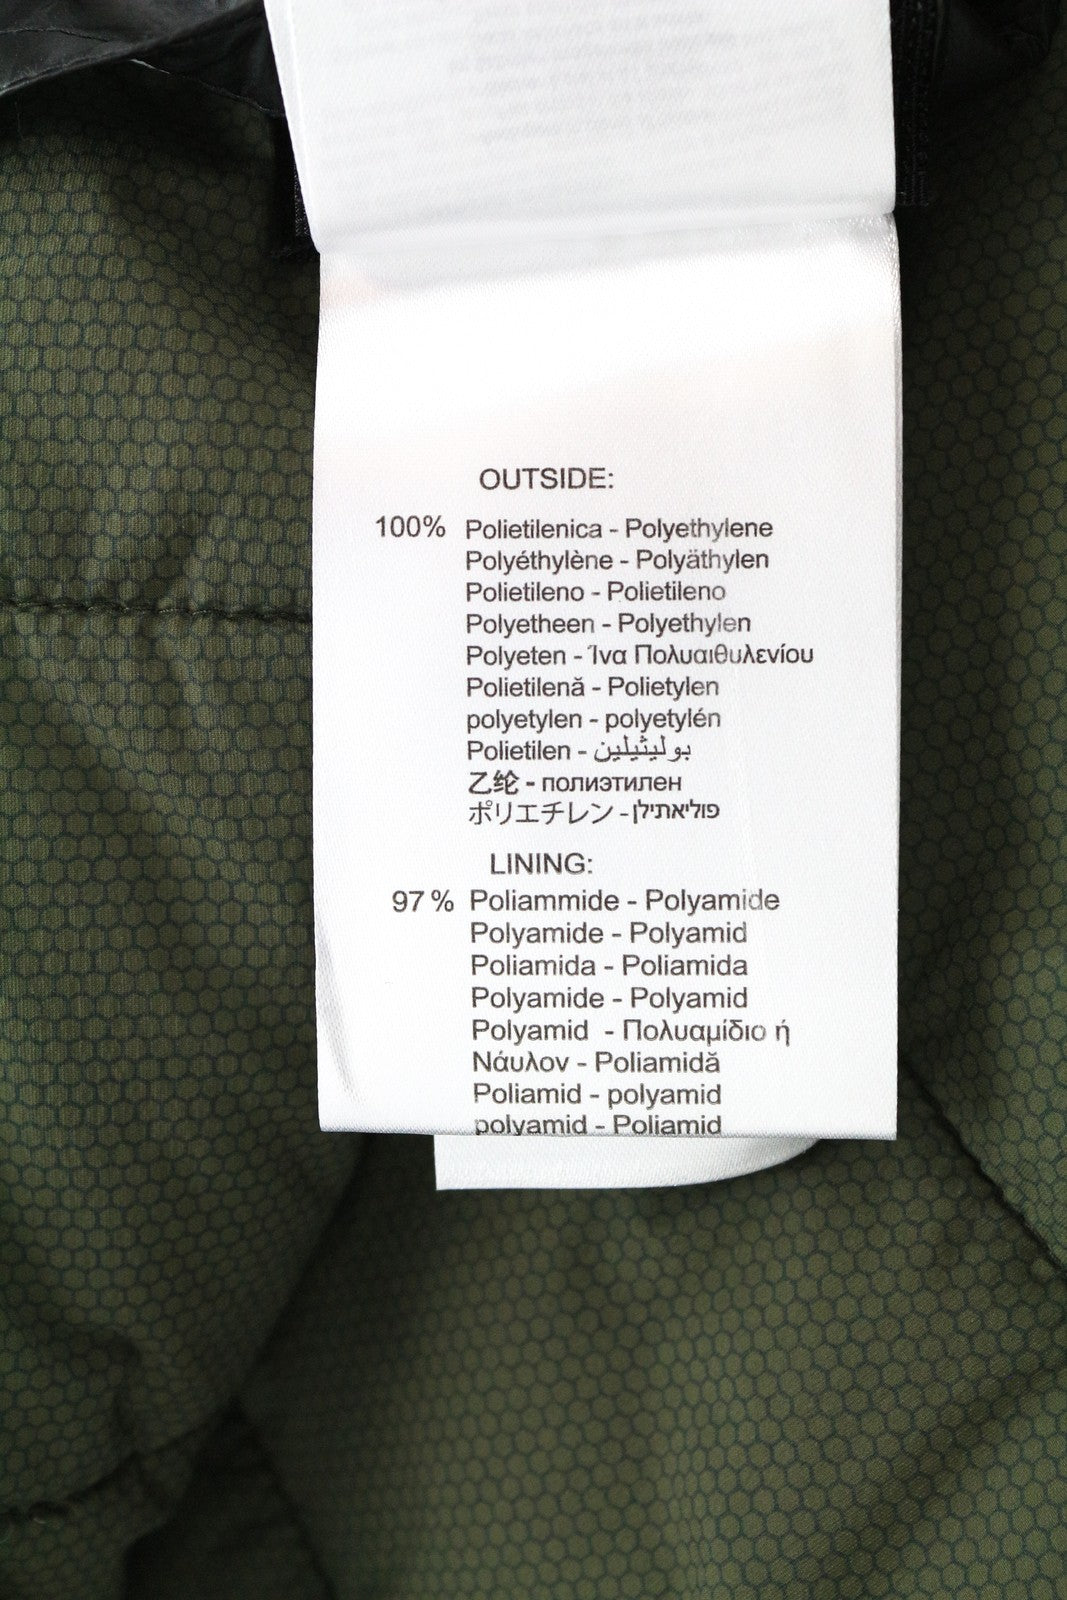 OUTSIDE:
100% Polietilenica - Polyethylene
Polyéthylène - Polyäthylen
Polietileno - Polietileno
Polyetheen - Polyethylen
Polyeten - Ίνα Πολυαιθυλενίου
Polietilenă - Polietylen
polyetylen - polyetylén
Polietilen - بوليثيلين
乙纶 - полиэтилен
ポリエチレン - פוליאתילן
LINING:
97 % Poliammide - Polyamide
Polyamide - Polyamid
Poliamida - Poliamida
Polyamide - Polyamid
Polyamid - Πολυαμίδιο ή
Νάυλον - Poliamidă
Poliamid - polyamid
polyamid - Poliamid